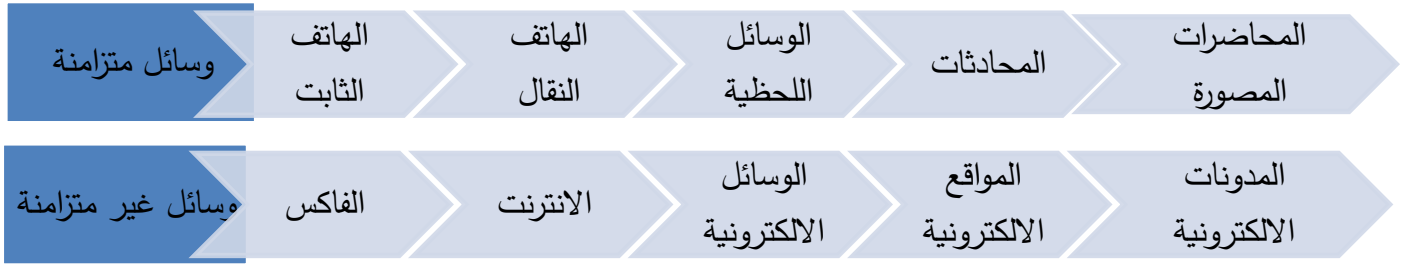 وسائل متزامنة
الهاتف
الثابت
الهاتف
النقال
الوسائل
اللحظية
المحادثات
المحاضرات
المصورة
وسائل غير متزامنة
الفاكس
الانترنت
الوسائل
الالكترونية
المواقع
الالكترونية
المدونات
الالكترونية